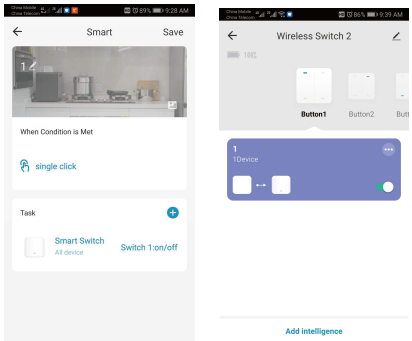 China Mobile
China Telecom
89% 9:28 AM
Smart
Save
1
When Condition is Met
single click
Task
Smart Switch
All device
Switch 1:on/off
China Mobile
China Telecom
86% 9:39 AM
Wireless Switch 2
Button1
Button2
Butt
1
1Device
Add intelligence